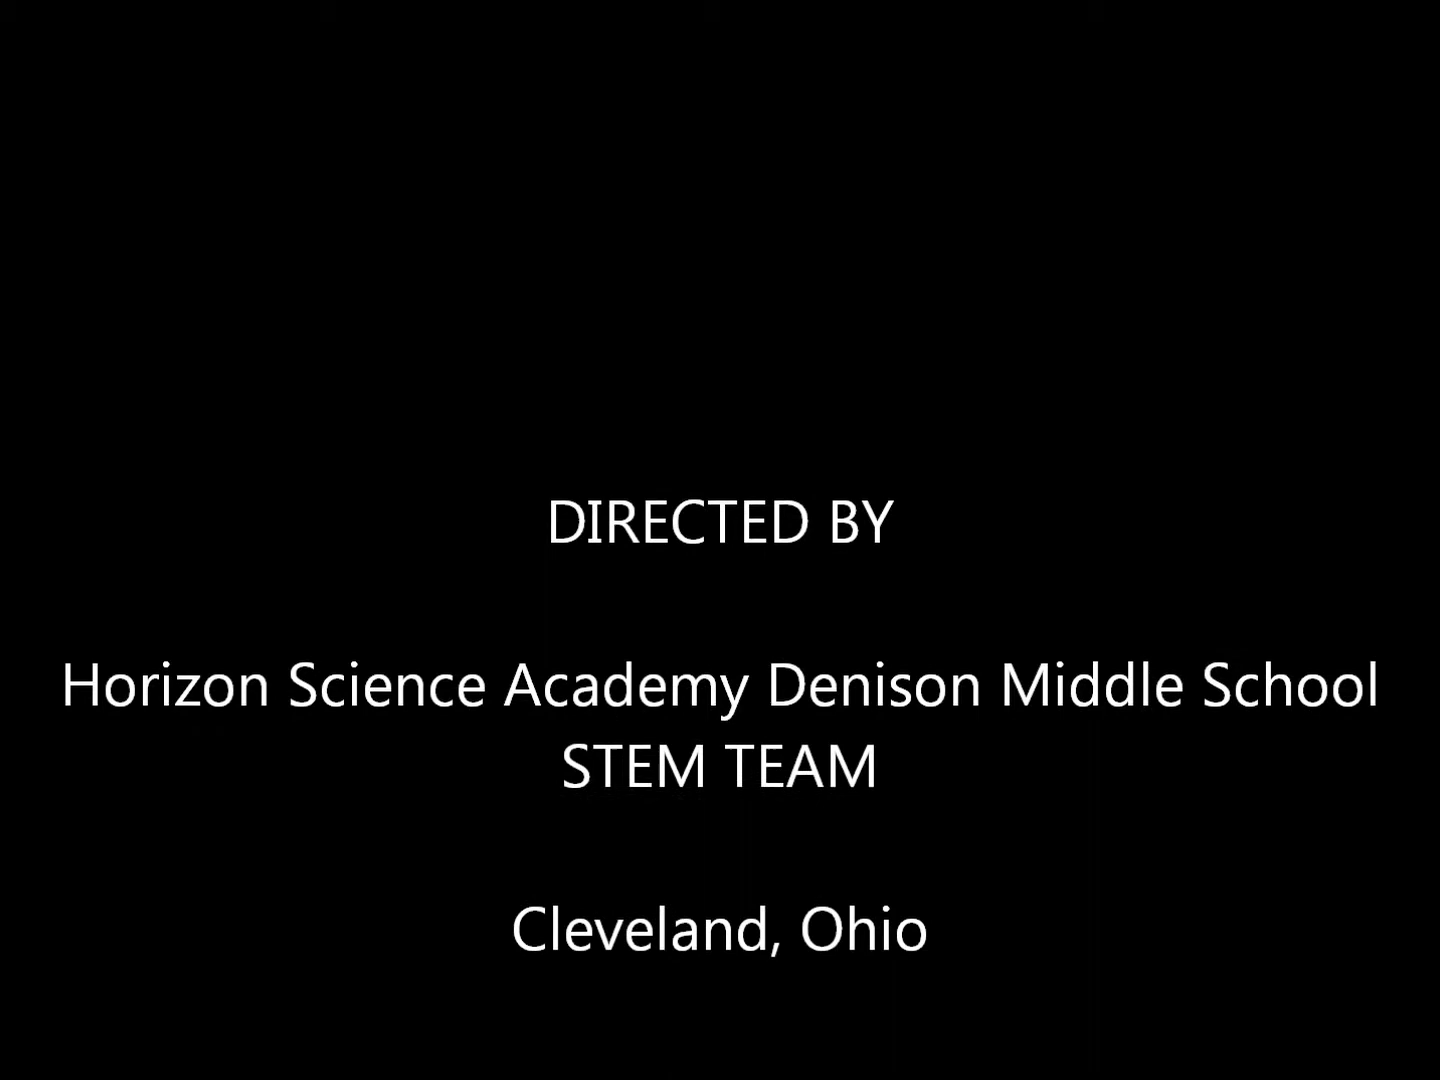 DIRECTED BY
Horizon Science Academy Denison Middle School
STEM TEAM
Cleveland, Ohio